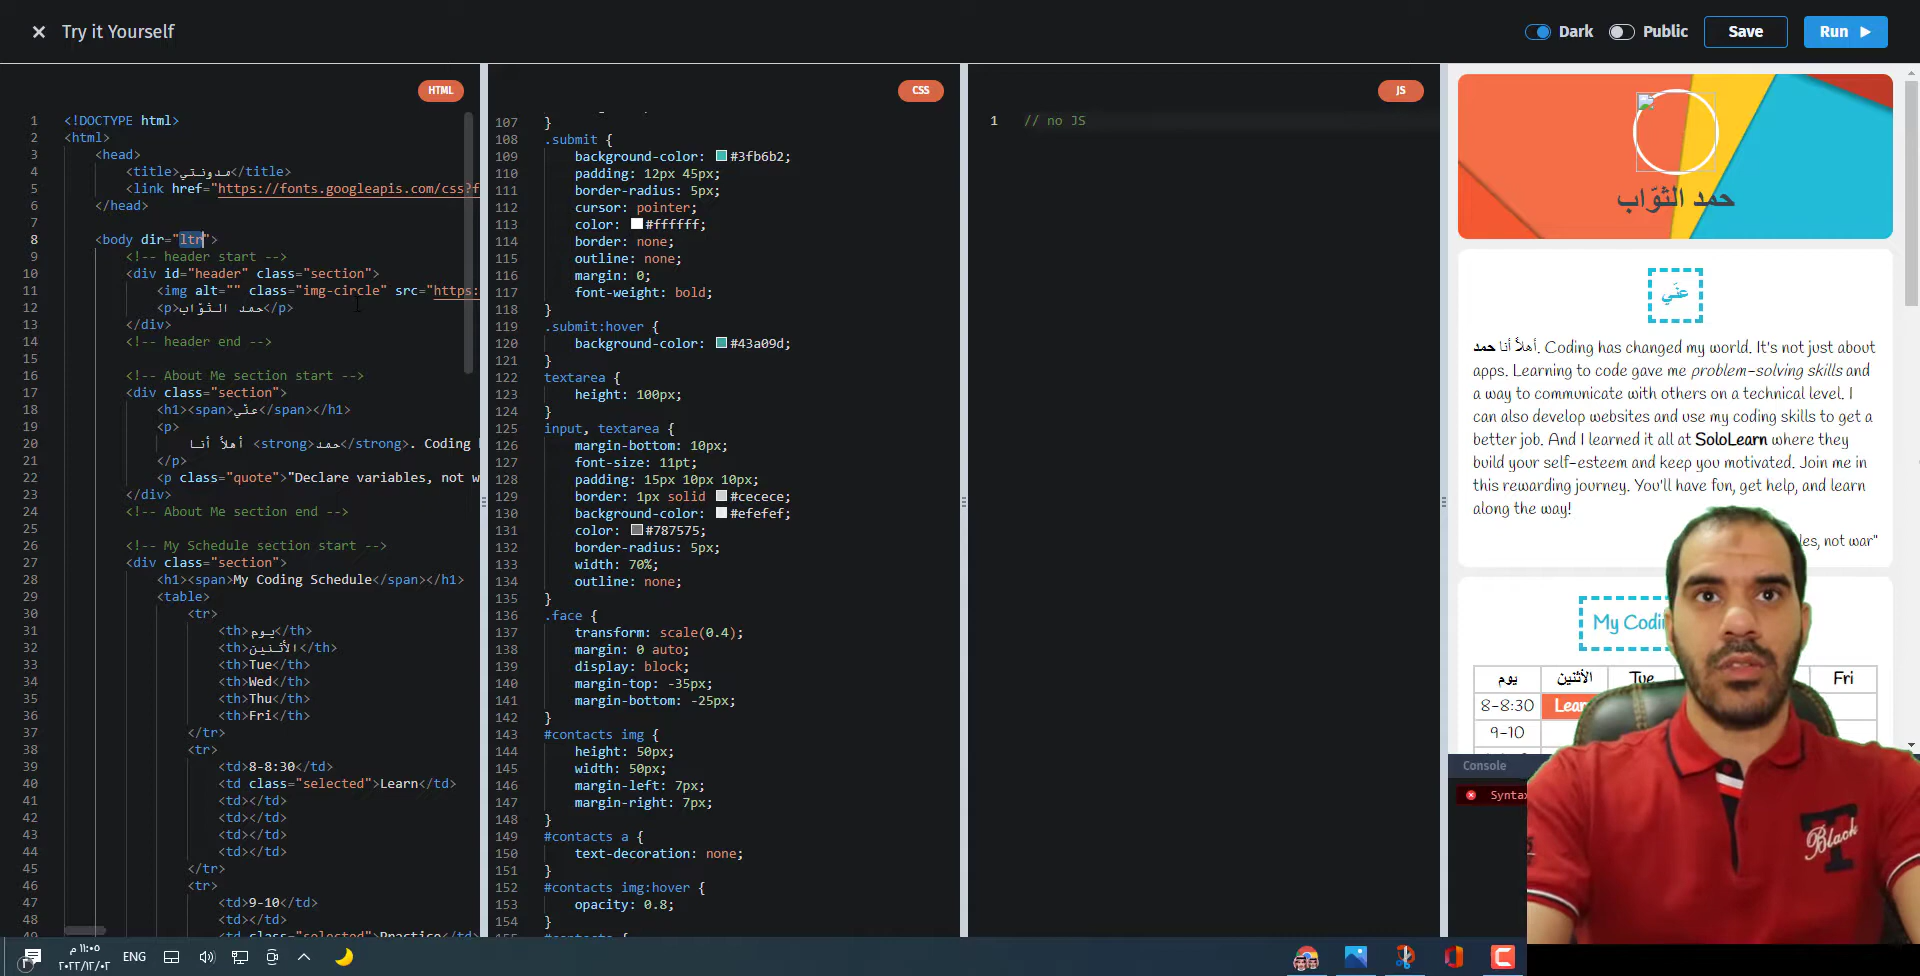 Try it Yourself
Dark
Public
Save
Run
HTML
CSS
JS
1 <!DOCTYPE html>
2 <html>
3 <head>
4 <title>مدونتي</title>
5 <link href="https://fonts.googleapis.com/css?f
6 </head>
7
8 <body dir="ltr">
9 <!-- header start -->
10 <div id="header" class="section">
11 <img alt="" class="img-circle" src="https:
12 <p>حمد الثوّاب</p>
13 </div>
14 <!-- header end -->
15
16 <!-- About Me section start -->
17 <div class="section">
18 <h1><span>عنّي</span></h1>
19 <p>
20 أهلاً أنا <strong>حمد</strong>. Coding
21 </p>
22 <p class="quote">"Declare variables, not w
23 </div>
24 <!-- About Me section end -->
25
26 <!-- My Schedule section start -->
27 <div class="section">
28 <h1><span>My Coding Schedule</span></h1>
29 <table>
30 <tr>
31 <th>يوم</th>
32 <th>الأثنين</th>
33 <th>Tue</th>
34 <th>Wed</th>
35 <th>Thu</th>
36 <th>Fri</th>
37 </tr>
38 <tr>
39 <td>8-8:30</td>
40 <td class="selected">Learn</td>
41 <td></td>
42 <td></td>
43 <td></td>
44 <td></td>
45 </tr>
46 <tr>
47 <td>9-10</td>
48 <td></td>
49 <td class="selected">Practice</td>
107 }
108 .submit {
109 background-color: #3fb6b2;
110 padding: 12px 45px;
111 border-radius: 5px;
112 cursor: pointer;
113 color: #ffffff;
114 border: none;
115 outline: none;
116 margin: 0;
117 font-weight: bold;
118 }
119 .submit:hover {
120 background-color: #43a09d;
121 }
122 textarea {
123 height: 100px;
124 }
125 input, textarea {
126 margin-bottom: 10px;
127 font-size: 11pt;
128 padding: 15px 10px 10px;
129 border: 1px solid #cecece;
130 background-color: #efefef;
131 color: #787575;
132 border-radius: 5px;
133 width: 70%;
134 outline: none;
135 }
136 .face {
137 transform: scale(0.4);
138 margin: 0 auto;
139 display: block;
140 margin-top: -35px;
141 margin-bottom: -25px;
142 }
143 #contacts img {
144 height: 50px;
145 width: 50px;
146 margin-left: 7px;
147 margin-right: 7px;
148 }
149 #contacts a {
150 text-decoration: none;
151 }
152 #contacts img:hover {
153 opacity: 0.8;
154 }
1 // no JS
حمد الثوّاب
عنّي
أهلاً أنا حمد. Coding has changed my world. It's not just about
apps. Learning to code gave me problem-solving skills and
a way to communicate with others on a technical level. I
can also develop websites and use my coding skills to get a
better job. And I learned it all at SoloLearn where they
build your self-esteem and keep you motivated. Join me in
this rewarding journey. You'll have fun, get help, and learn
along the way!
les, not war"
My Codi
يوم الأثنين Tue Fri
8-8:30 Lear
9-10
Console
Synta
Black
١١:٠٥ م
٢٠٢٢/١٢/٠٢
ENG